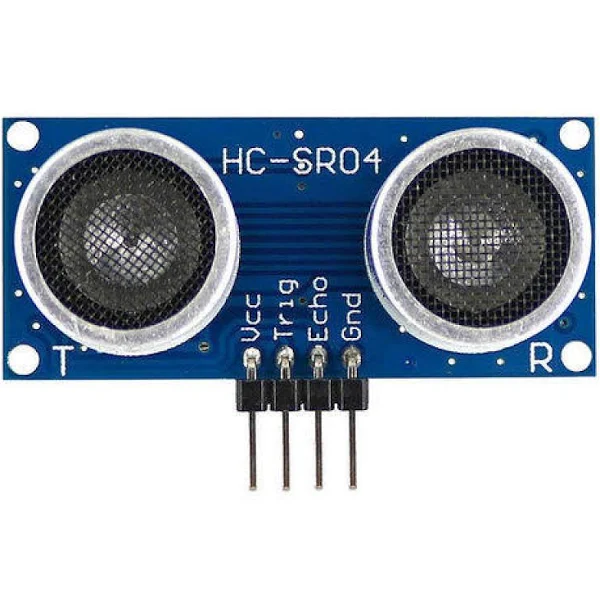 HC-SR04
Vcc
Trig
Echo
Gnd
T
R